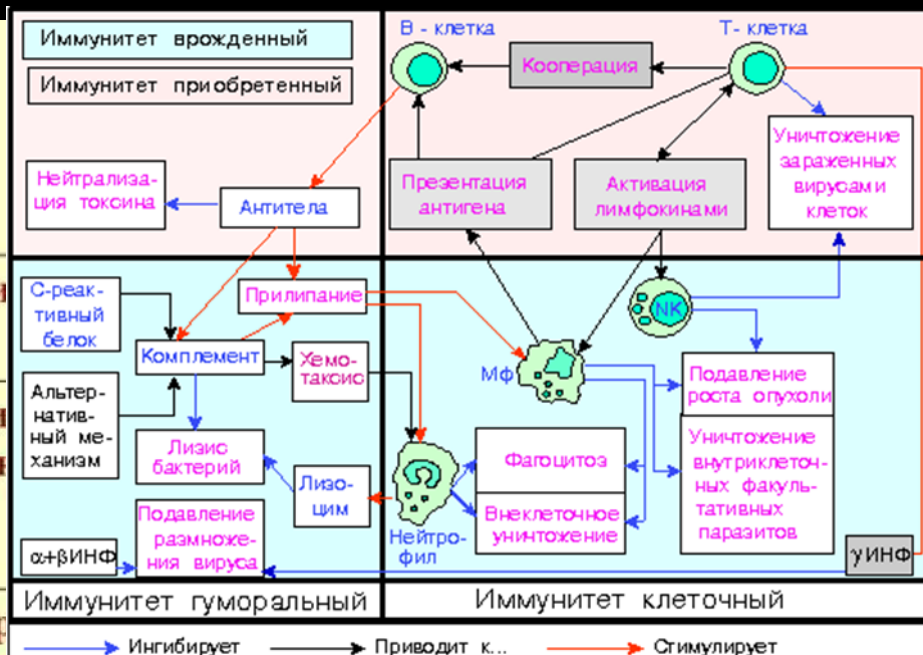 Иммунитет врожденный
Иммунитет приобретенный
В - клетка
Т- клетка
Кооперация
Нейтрализа-
ция токсина
Антитела
Презентация
антигена
Активация
лимфокинами
Уничтожение
зараженных
вирусами
клеток
С-реак-
тивный
белок
Прилипание
Комплемент
Хемо-
таксис
NK
Мф
Альтер-
натив-
ный ме-
ханизм
Лизис
бактерий
Лизо-
цим
Подавление
роста опухоли
Уничтожение
внутриклеточ-
ных факуль-
тативных
паразитов
Фагоцитоз
Внеклеточное
уничтожение
Нейтро-
фил
Подавление
размноже-
ния вируса
α+βИНФ
γИНФ
Иммунитет гуморальный
Иммунитет клеточный
Ингибирует
Приводит к...
Стимулирует